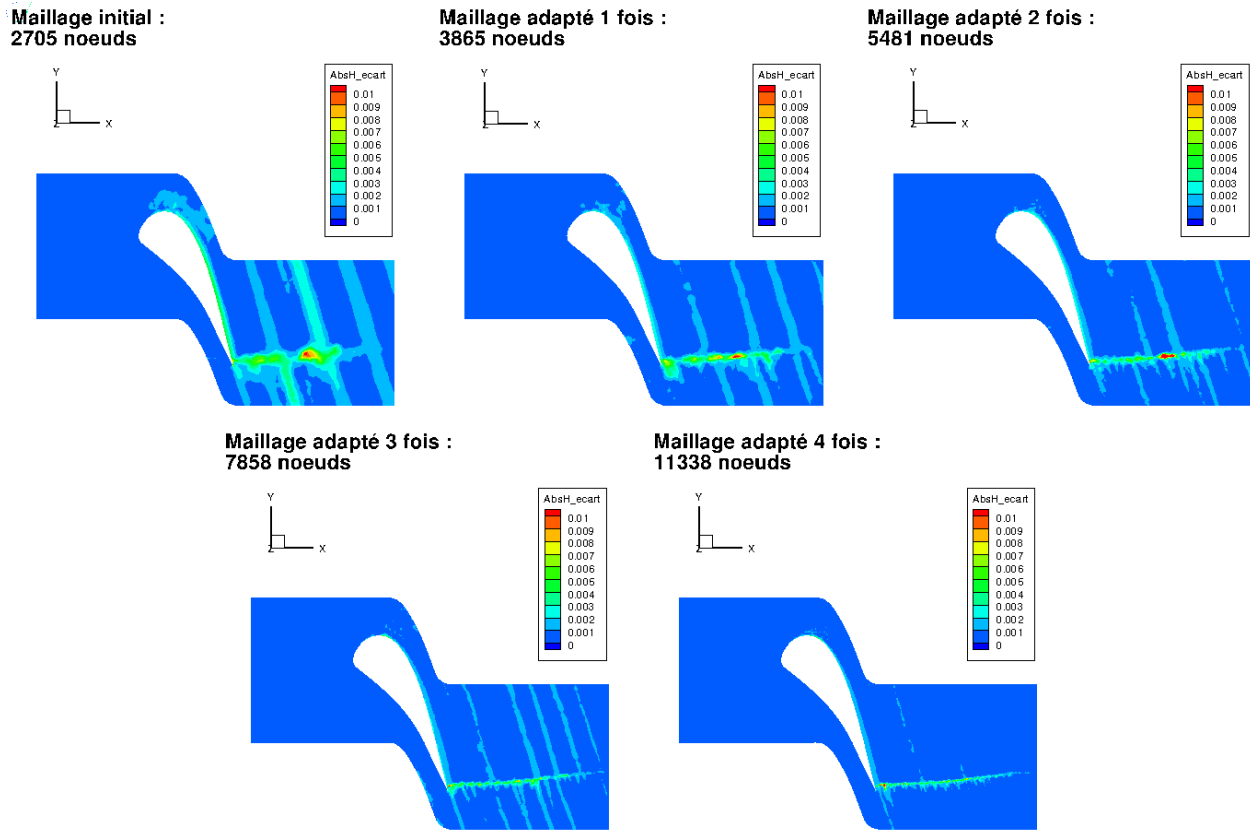 Maillage initial :
2705 noeuds
Y
Z
X
AbsH_ecart
0.01
0.009
0.008
0.007
0.006
0.005
0.004
0.003
0.002
0.001
0
Maillage adapté 1 fois :
3865 noeuds
Y
Z
X
AbsH_ecart
0.01
0.009
0.008
0.007
0.006
0.005
0.004
0.003
0.002
0.001
0
Maillage adapté 2 fois :
5481 noeuds
Y
Z
X
AbsH_ecart
0.01
0.009
0.008
0.007
0.006
0.005
0.004
0.003
0.002
0.001
0
Maillage adapté 3 fois :
7858 noeuds
Y
Z
X
AbsH_ecart
0.01
0.009
0.008
0.007
0.006
0.005
0.004
0.003
0.002
0.001
0
Maillage adapté 4 fois :
11338 noeuds
Y
Z
X
AbsH_ecart
0.01
0.009
0.008
0.007
0.006
0.005
0.004
0.003
0.002
0.001
0